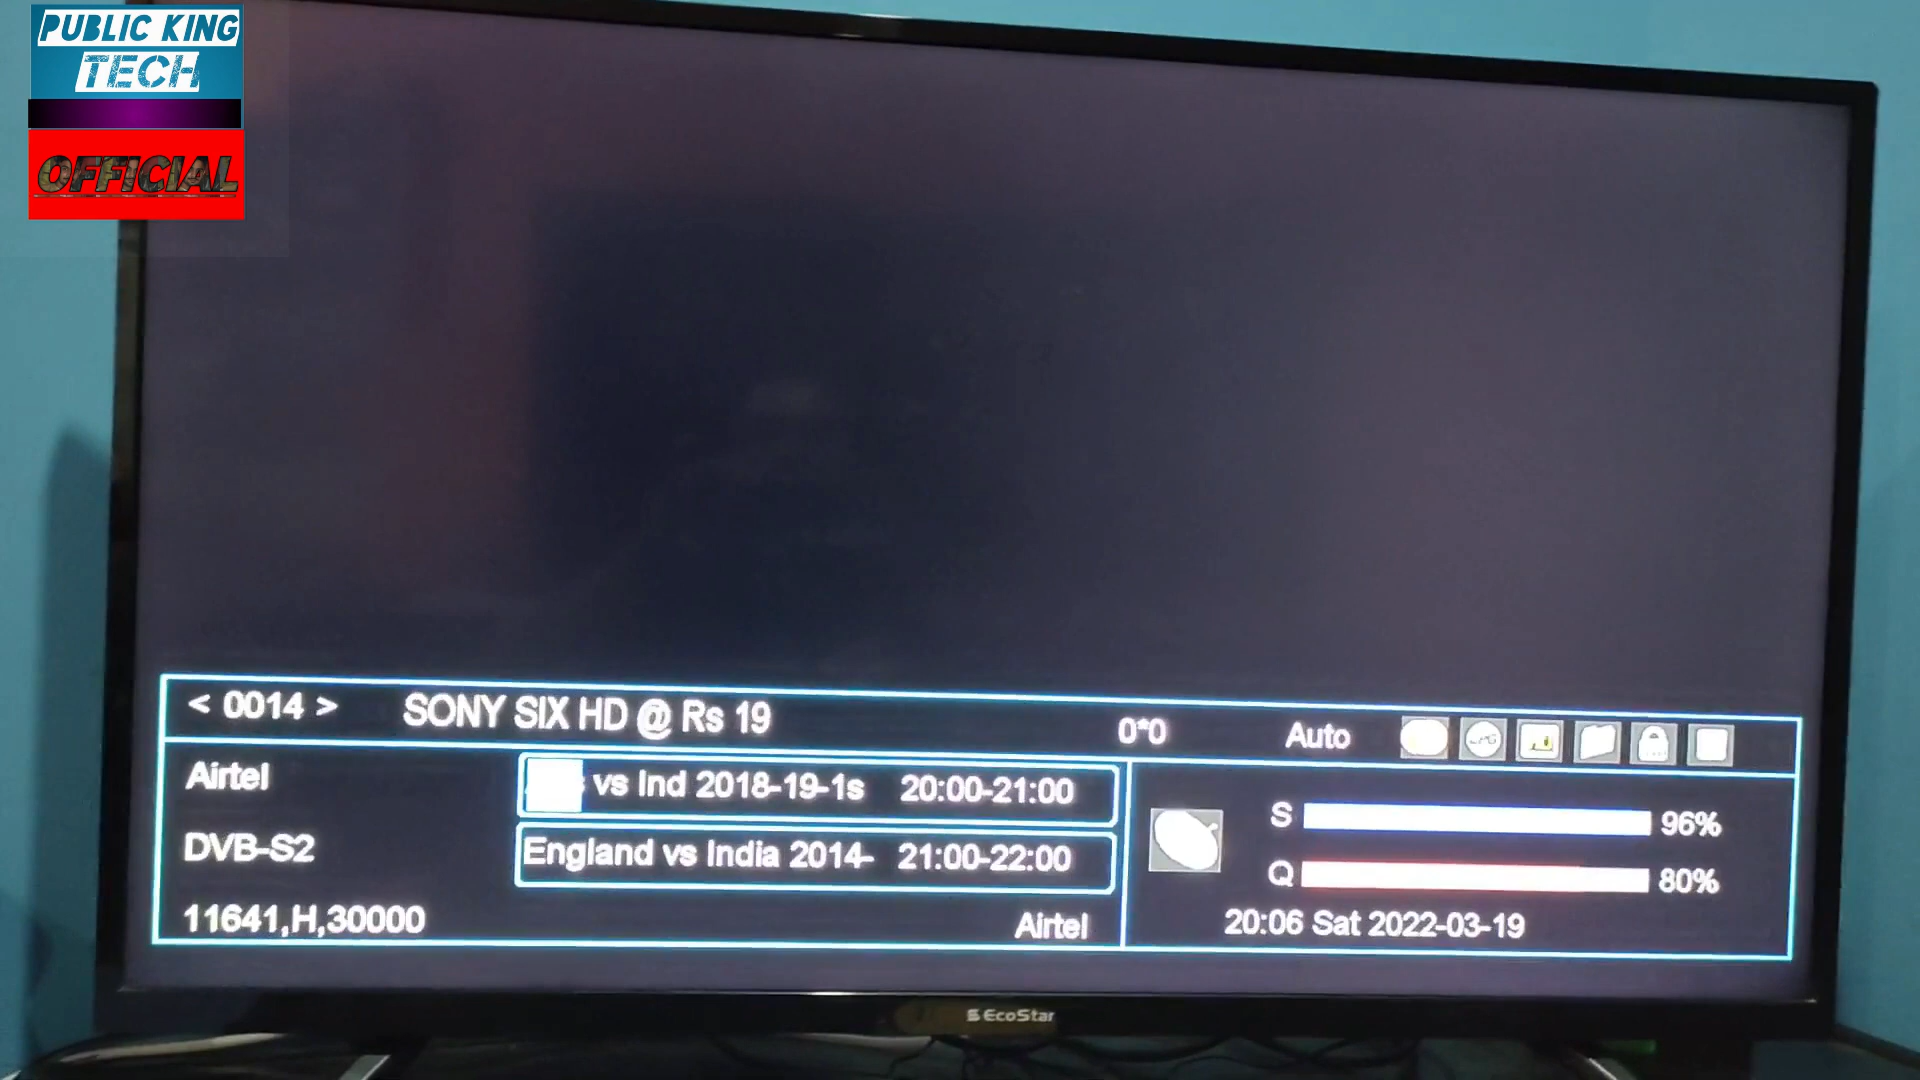 PUBLIC KING
TECH
OFFICIAL
< 0014 > SONY SIX HD @ Rs 19 0*0 Auto
Airtel vs Ind 2018-19-1s 20:00-21:00 S 96%
DVB-S2 England vs India 2014- 21:00-22:00 Q 80%
11641,H,30000 Airtel 20:06 Sat 2022-03-19
EcoStar